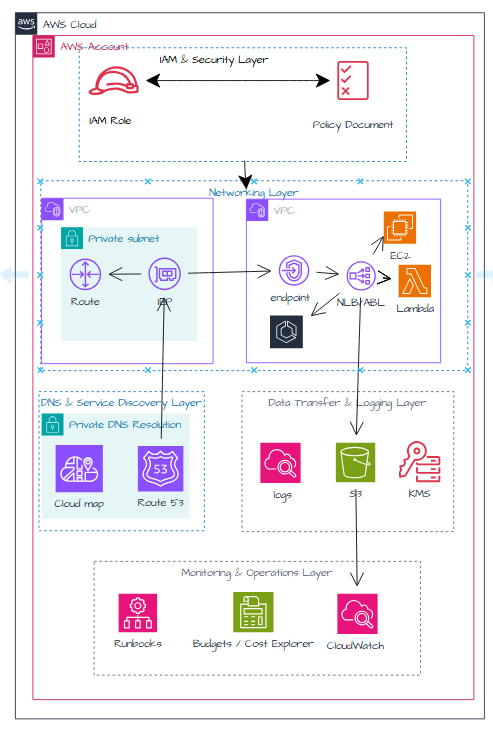 aws
AWS Cloud
AWS Account
IAM & Security Layer
IAM Role
Policy Document
Networking Layer
VPC
VPC
Private subnet
EC2
Route
endpoint
NLB/ABL
Lambda
DNS & Service Discovery Layer
Data Transfer & Logging Layer
Private DNS Resolution
53
Cloud map
Route 53
logs
S3
KMS
Monitoring & Operations Layer
Runbooks
Budgets / Cost Explorer
CloudWatch